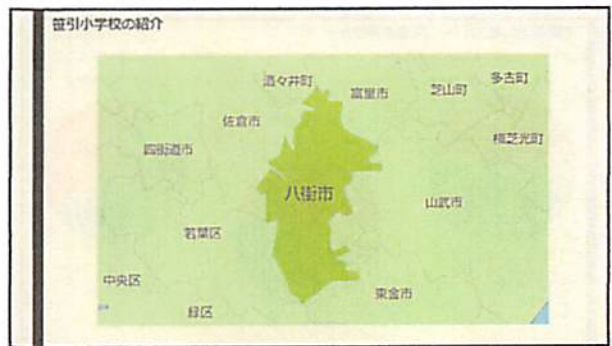 笹引小学校の紹介
酒々井町
富里市
芝山町
多古町
佐倉市
四街道市
横芝光町
八街市
山武市
若葉区
中央区
東金市
緑区